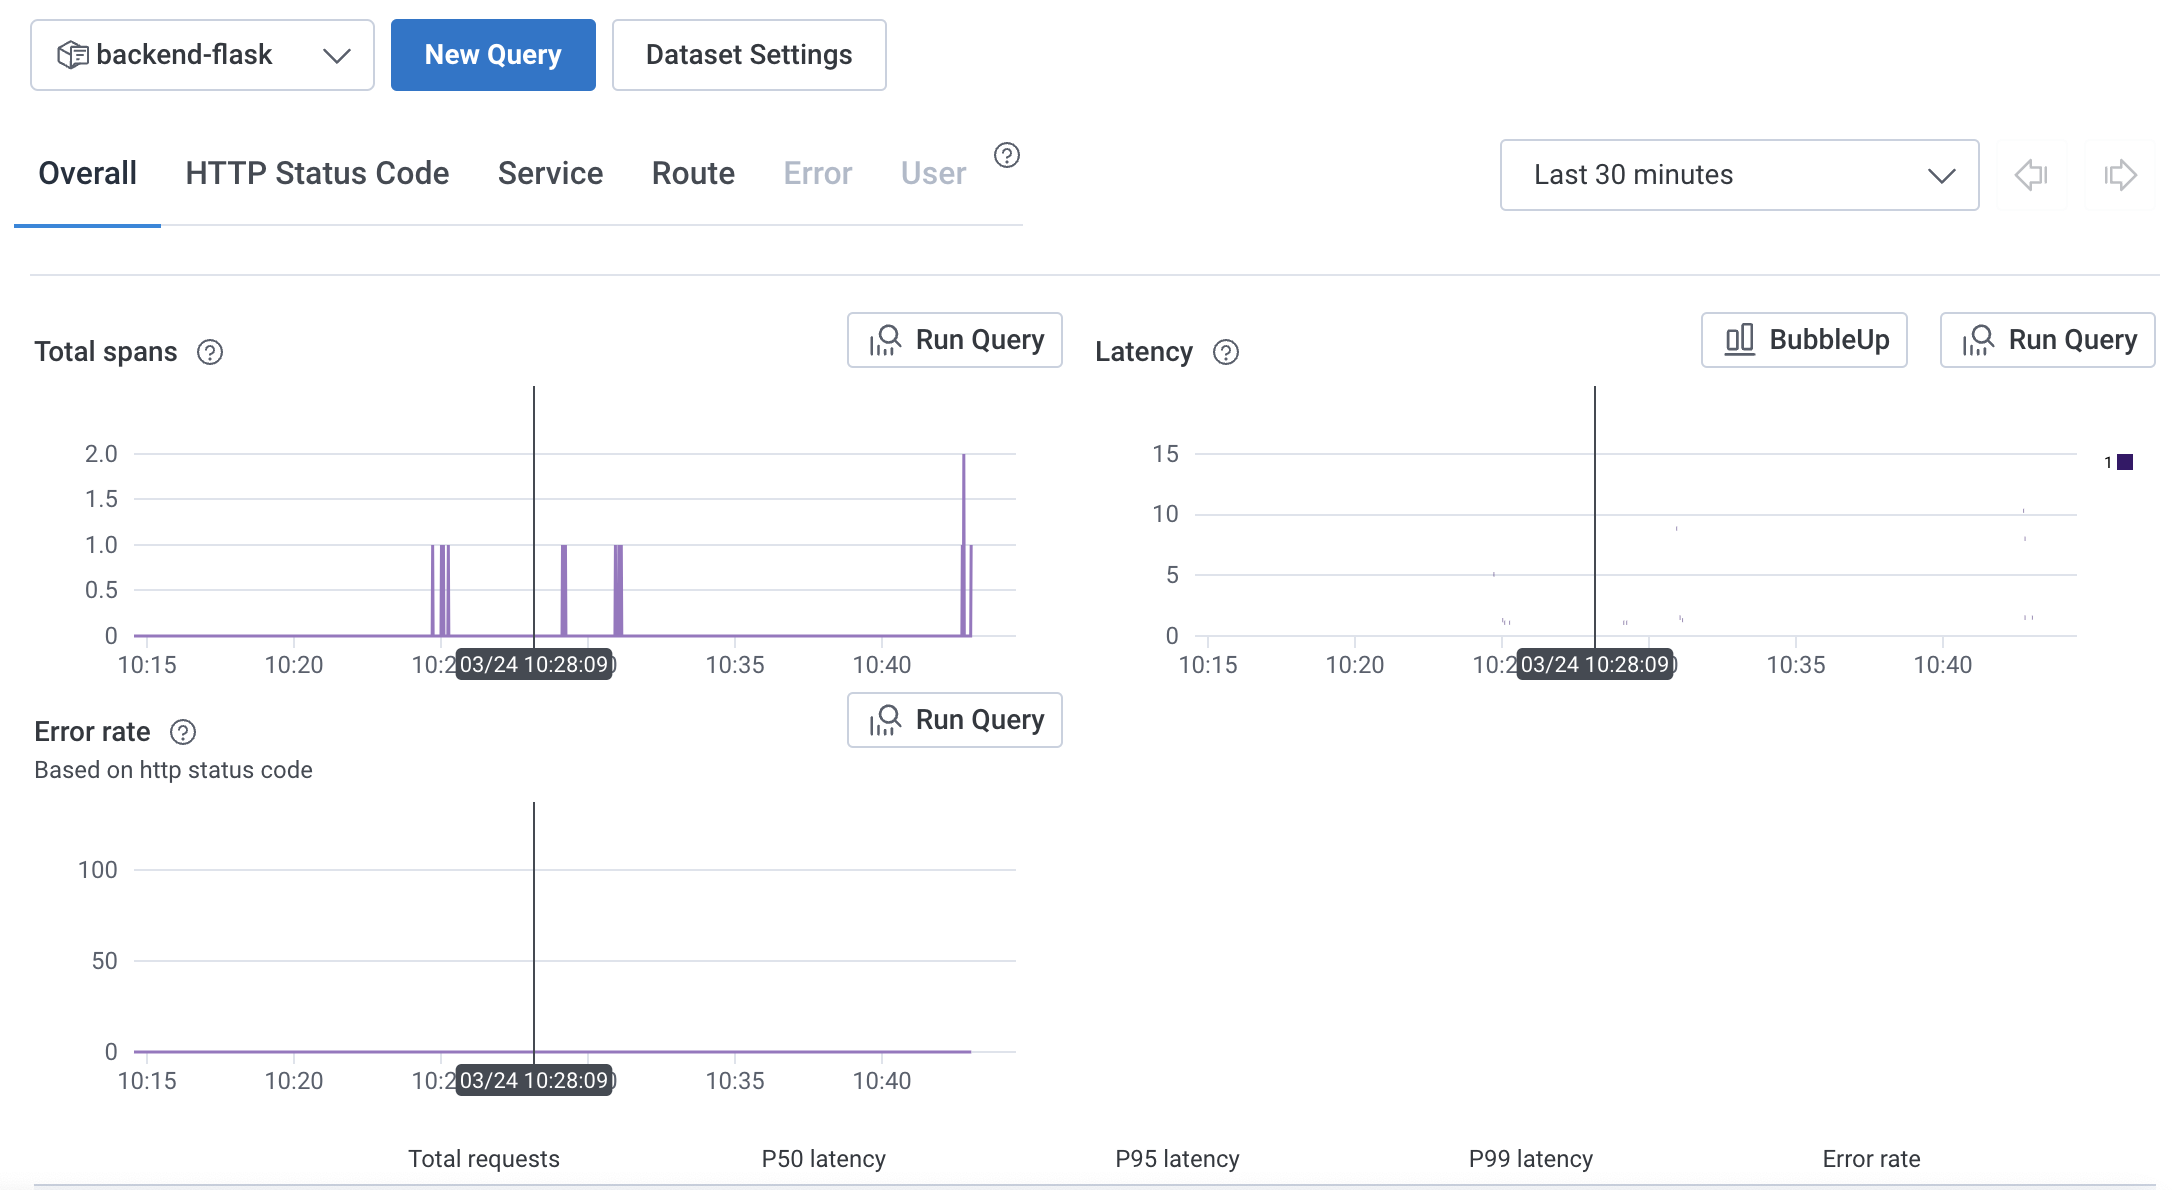 backend-flask New Query Dataset Settings
Overall HTTP Status Code Service Route Error User
Last 30 minutes
Total spans Run Query
2.0
1.5
1.0
0.5
0
10:15 10:20 10:2 03/24 10:28:09 10:35 10:40
Latency BubbleUp Run Query
15
10
5
0
1
10:15 10:20 10:2 03/24 10:28:09 10:35 10:40
Error rate Run Query
Based on http status code
100
50
0
10:15 10:20 10:2 03/24 10:28:09 10:35 10:40
Total requests P50 latency P95 latency P99 latency Error rate